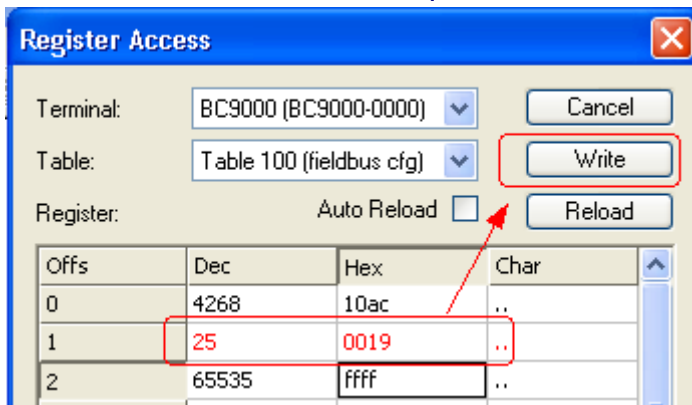 Register Access
Terminal: BC9000 (BC9000-0000) Cancel
Table: Table 100 (fieldbus cfg) Write
Register: Auto Reload Reload
Offs Dec Hex Char
0 4268 10ac ..
1 25 0019 ..
2 65535 ffff ..